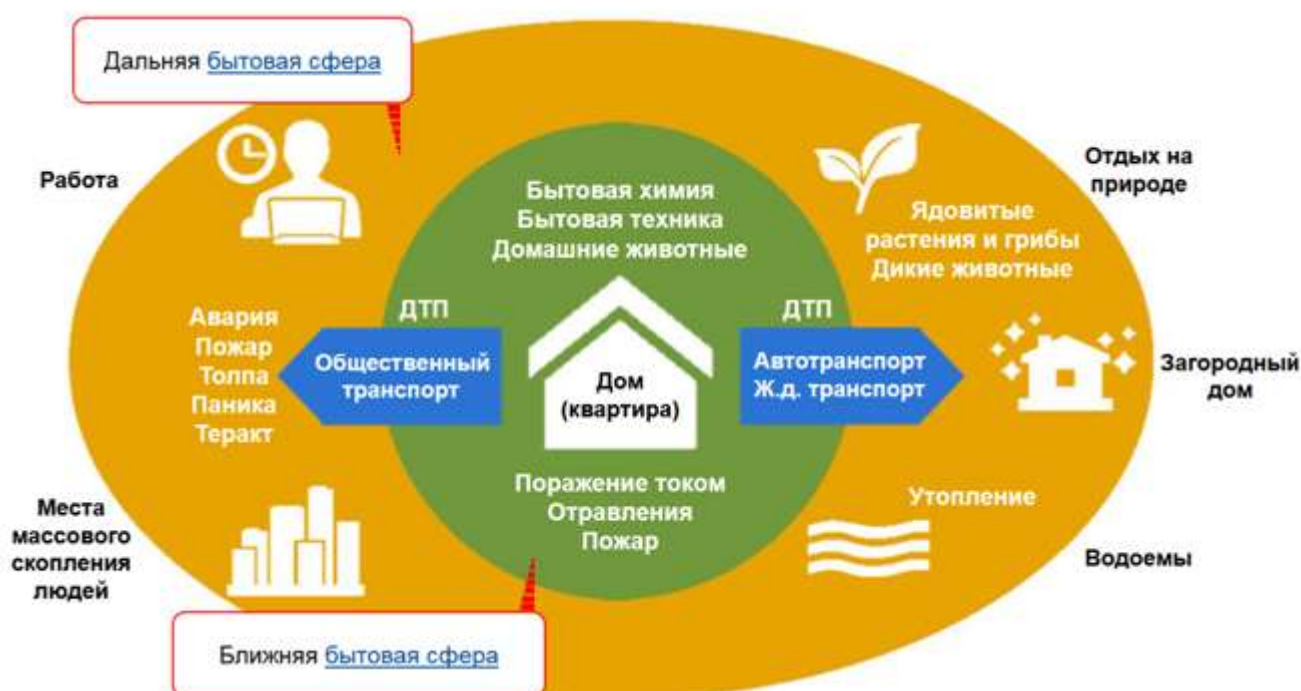 Дальняя бытовая сфера
Работа
Отдых на
природе
Бытовая химия
Бытовая техника
Домашние животные
Ядовитые
растения и грибы
Дикие животные
Авария
Пожар
Толпа
Паника
Теракт
ДТП
Общественный
транспорт
Дом
(квартира)
ДТП
Автотранспорт
Ж.д. транспорт
Загородный
дом
Поражение током
Отравления
Пожар
Утопление
Места
массового
скопления
людей
Водоемы
Ближняя бытовая сфера